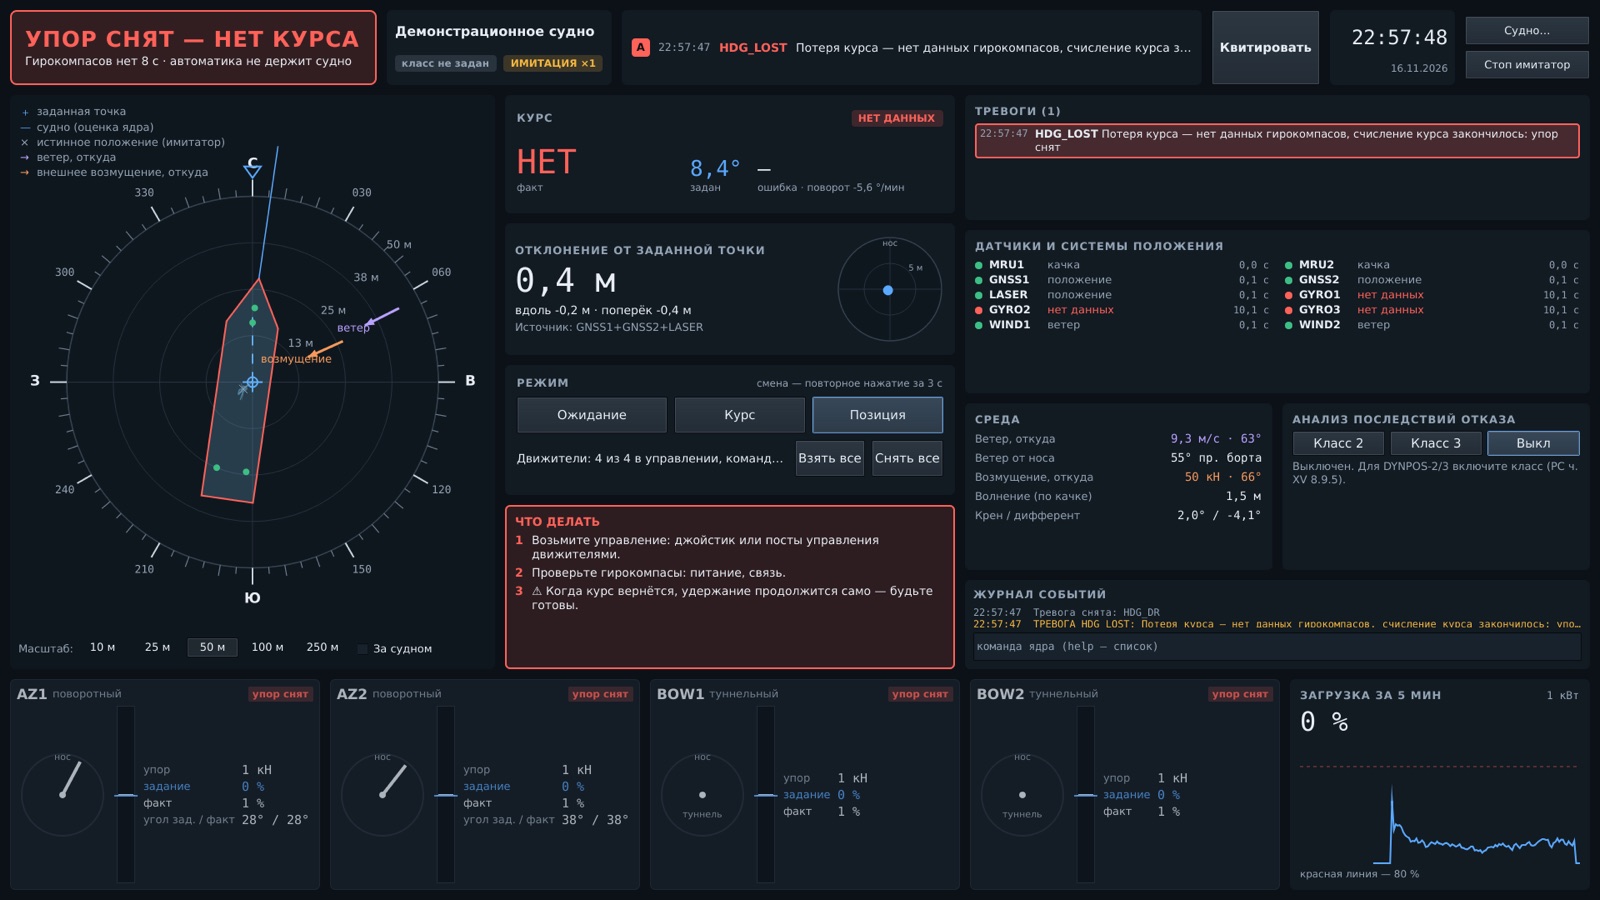 УПОР СНЯТ — НЕТ КУРСА
Гирокомпасов нет 8 с · автоматика не держит судно
Демонстрационное судно
класс не задан
ИМИТАЦИЯ ×1
A 22:57:47 HDG_LOST Потеря курса — нет данных гирокомпасов, счисление курса з…
Квитировать
22:57:48
16.11.2026
Судно…
Стоп имитатор
+ заданная точка
— судно (оценка ядра)
× истинное положение (имитатор)
→ ветер, откуда
→ внешнее возмущение, откуда
С
330
030
50 м
300
38 м
060
25 м
ветер
13 м
возмущение
З
В
240
120
210
150
Ю
Масштаб:
10 м
25 м
50 м
100 м
250 м
За судном
КУРС
НЕТ ДАННЫХ
НЕТ
8,4°
—
факт
задан
ошибка · поворот -5,6 °/мин
ОТКЛОНЕНИЕ ОТ ЗАДАННОЙ ТОЧКИ
0,4 м
вдоль -0,2 м · поперёк -0,4 м
Источник: GNSS1+GNSS2+LASER
нос
5 м
РЕЖИМ
смена — повторное нажатие за 3 с
Ожидание
Курс
Позиция
Движители: 4 из 4 в управлении, команд…
Взять все
Снять все
ЧТО ДЕЛАТЬ
1 Возьмите управление: джойстик или посты управления
движителями.
2 Проверьте гирокомпасы: питание, связь.
3 ⚠ Когда курс вернётся, удержание продолжится само — будьте
готовы.
ТРЕВОГИ (1)
22:57:47 HDG_LOST Потеря курса — нет данных гирокомпасов, счисление курса закончилось: упор
снят
ДАТЧИКИ И СИСТЕМЫ ПОЛОЖЕНИЯ
MRU1 качка 0,0 с
MRU2 качка 0,0 с
GNSS1 положение 0,1 с
GNSS2 положение 0,1 с
LASER положение 0,1 с
GYRO1 нет данных 10,1 с
GYRO2 нет данных 10,1 с
GYRO3 нет данных 10,1 с
WIND1 ветер 0,1 с
WIND2 ветер 0,1 с
СРЕДА
Ветер, откуда 9,3 м/с · 63°
Ветер от носа 55° пр. борта
Возмущение, откуда 50 кН · 66°
Волнение (по качке) 1,5 м
Крен / дифферент 2,0° / -4,1°
АНАЛИЗ ПОСЛЕДСТВИЙ ОТКАЗА
Класс 2
Класс 3
Выкл
Выключен. Для DYNPOS-2/3 включите класс (РС ч.
XV 8.9.5).
ЖУРНАЛ СОБЫТИЙ
22:57:47 Тревога снята: HDG_DR
22:57:47 ТРЕВОГА HDG_LOST: Потеря курса — нет данных гирокомпасов, счисление курса закончилось: упо…
команда ядра (help — список)
AZ1 поворотный
упор снят
нос
упор 1 кН
задание 0 %
факт 1 %
угол зад. / факт 28° / 28°
AZ2 поворотный
упор снят
нос
упор 1 кН
задание 0 %
факт 1 %
угол зад. / факт 38° / 38°
BOW1 туннельный
упор снят
нос
туннель
упор 1 кН
задание 0 %
факт 1 %
BOW2 туннельный
упор снят
нос
туннель
упор 1 кН
задание 0 %
факт 1 %
ЗАГРУЗКА ЗА 5 МИН
1 кВт
0 %
красная линия — 80 %